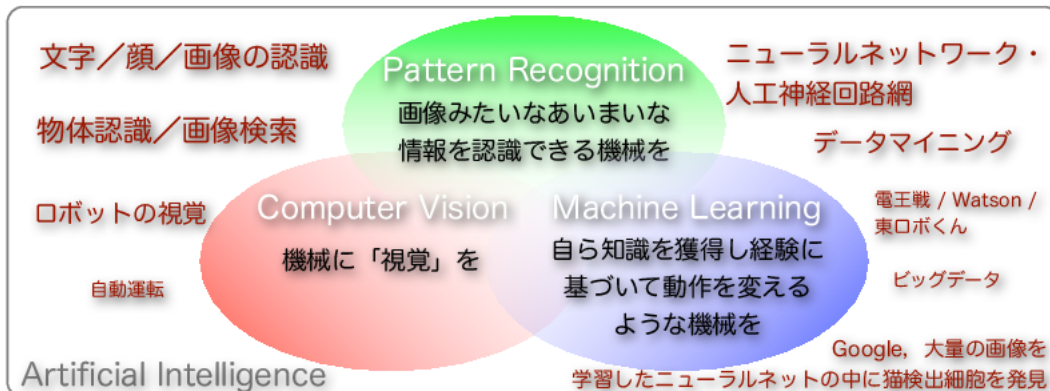 文字／顔／画像の認識
物体認識／画像検索
ロボットの視覚
自動運転
Pattern Recognition
画像みたいなあいまいな
情報を認識できる機械を
Computer Vision
機械に「視覚」を
Machine Learning
自ら知識を獲得し経験に
基づいて動作を変える
ような機械を
ニューラルネットワーク・
人工神経回路網
データマイニング
電王戦 / Watson /
東ロボくん
ビッグデータ
Google，大量の画像を
学習したニューラルネットの中に猫検出細胞を発見
Artificial Intelligence